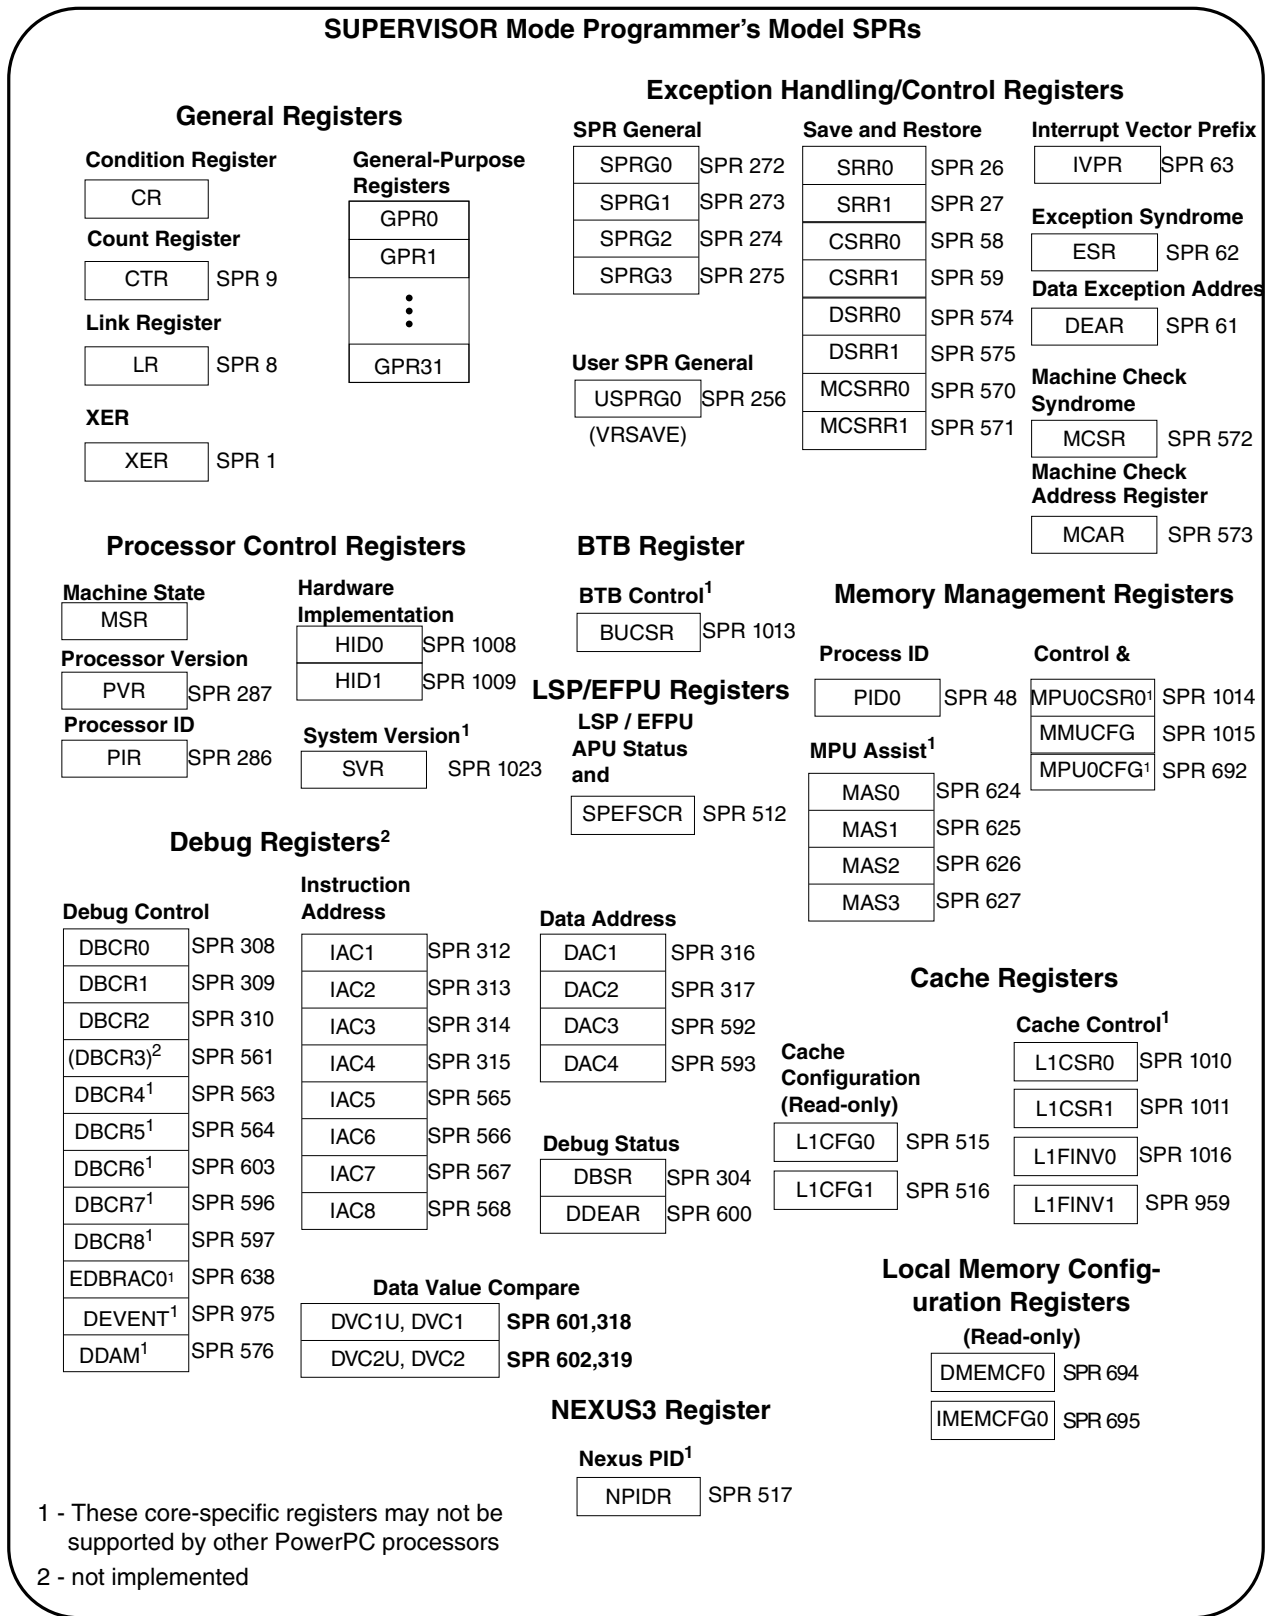 SUPERVISOR Mode Programmer's Model SPRs
General Registers
Condition Register
CR
Count Register
CTR SPR 9
Link Register
LR SPR 8
XER
XER SPR 1
General-Purpose
Registers
GPR0
GPR1
GPR31
Exception Handling/Control Registers
SPR General
SPRG0 SPR 272
SPRG1 SPR 273
SPRG2 SPR 274
SPRG3 SPR 275
User SPR General
USPRG0 SPR 256
(VRSAVE)
Save and Restore
SRR0 SPR 26
SRR1 SPR 27
CSRR0 SPR 58
CSRR1 SPR 59
DSRR0 SPR 574
DSRR1 SPR 575
MCSRR0 SPR 570
MCSRR1 SPR 571
Interrupt Vector Prefix
IVPR SPR 63
Exception Syndrome
ESR SPR 62
Data Exception Addres
DEAR SPR 61
Machine Check
Syndrome
MCSR SPR 572
Machine Check
Address Register
MCAR SPR 573
Processor Control Registers
Machine State
MSR
Processor Version
PVR SPR 287
Processor ID
PIR SPR 286
Hardware
Implementation
HID0 SPR 1008
HID1 SPR 1009
System Version1
SVR SPR 1023
BTB Register
BTB Control1
BUCSR SPR 1013
LSP/EFPU Registers
LSP / EFPU
APU Status
and
SPEFSCR SPR 512
Memory Management Registers
Process ID
PID0 SPR 48
MPU Assist1
MAS0 SPR 624
MAS1 SPR 625
MAS2 SPR 626
MAS3 SPR 627
Control &
MPU0CSR01 SPR 1014
MMUCFG SPR 1015
MPU0CFG1 SPR 692
Debug Registers2
Debug Control
DBCR0 SPR 308
DBCR1 SPR 309
DBCR2 SPR 310
(DBCR3)2 SPR 561
DBCR41 SPR 563
DBCR51 SPR 564
DBCR61 SPR 603
DBCR71 SPR 596
DBCR81 SPR 597
EDBRAC01 SPR 638
DEVENT1 SPR 975
DDAM1 SPR 576
Instruction
Address
IAC1 SPR 312
IAC2 SPR 313
IAC3 SPR 314
IAC4 SPR 315
IAC5 SPR 565
IAC6 SPR 566
IAC7 SPR 567
IAC8 SPR 568
Data Address
DAC1 SPR 316
DAC2 SPR 317
DAC3 SPR 592
DAC4 SPR 593
Debug Status
DBSR SPR 304
DDEAR SPR 600
Data Value Compare
DVC1U, DVC1 SPR 601,318
DVC2U, DVC2 SPR 602,319
Cache Registers
Cache
Configuration
(Read-only)
L1CFG0 SPR 515
L1CFG1 SPR 516
Cache Control1
L1CSR0 SPR 1010
L1CSR1 SPR 1011
L1FINV0 SPR 1016
L1FINV1 SPR 959
Local Memory Config-
uration Registers
(Read-only)
DMEMCF0 SPR 694
IMEMCFG0 SPR 695
NEXUS3 Register
Nexus PID1
NPIDR SPR 517
1 - These core-specific registers may not be
supported by other PowerPC processors
2 - not implemented